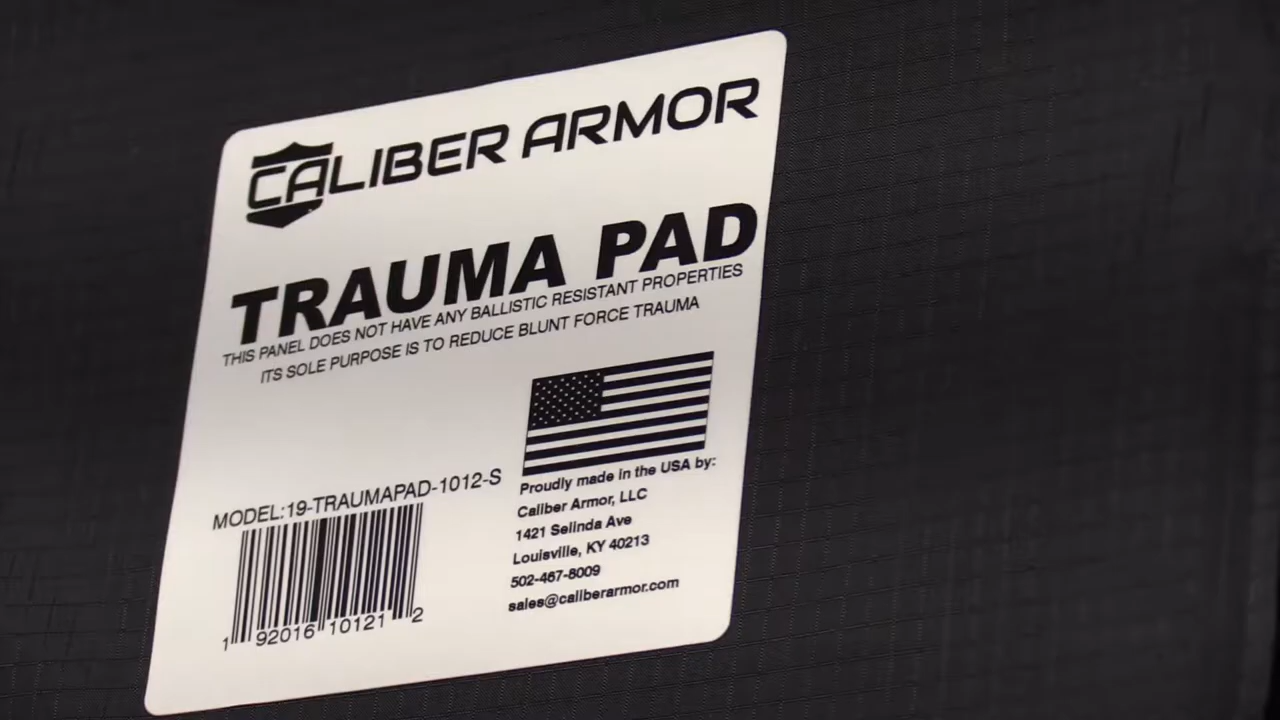 CALIBER ARMOR
TRAUMA PAD
THIS PANEL DOES NOT HAVE ANY BALLISTIC RESISTANT PROPERTIES
ITS SOLE PURPOSE IS TO REDUCE BLUNT FORCE TRAUMA
MODEL:19-TRAUMAPAD-1012-S
1 92016 10121 2
Proudly made in the USA by:
Caliber Armor, LLC
1421 Selinda Ave
Louisville, KY 40213
502-467-8009
sales@caliberarmor.com